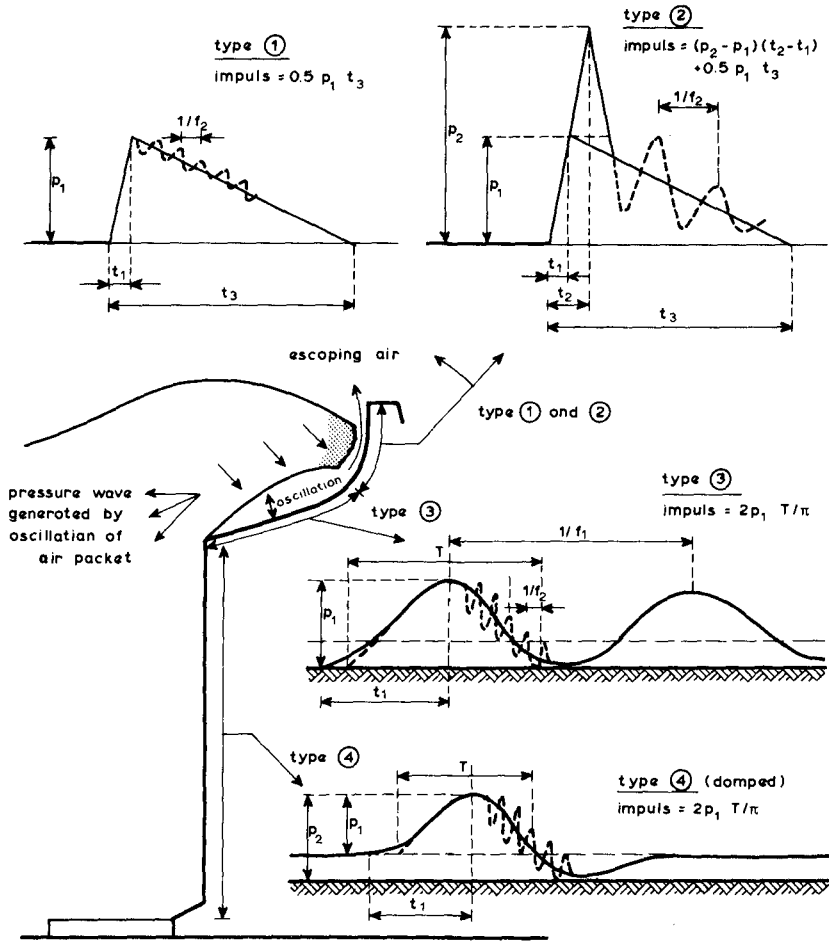 type ①
impuls = 0.5 p₁ t₃
1/f₂
p₁
t₁
t₃
type ②
impuls = (p₂ - p₁) (t₂ - t₁)
+0.5 p₁ t₃
1/f₂
p₂
p₁
t₁
t₂
t₃
escoping air
type ① and ②
oscillation
pressure wave
generoted by
oscillation of
air pocket
type ③
type ③
impuls = 2p₁ T/π
1/f₁
T
1/f₂
p₁
t₁
type ④
T
type ④ (domped)
impuls = 2p₁ T/π
p₂
p₁
t₁